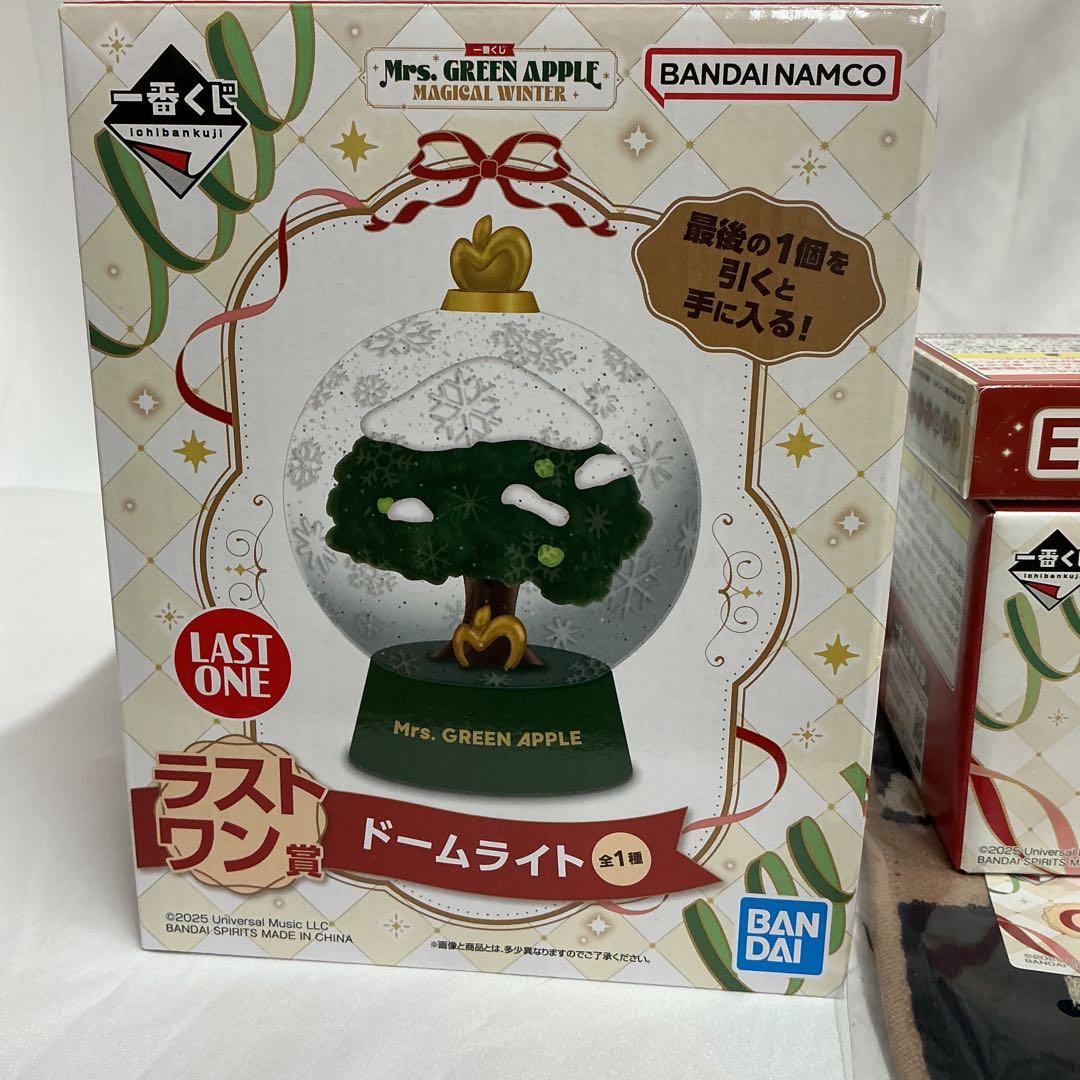 一番くじ
ichibankuji
一番くじ
Mrs. GREEN APPLE
MAGICAL WINTER
BANDAI NAMCO
最後の1個を
引くと
手に入る!
LAST
ONE
Mrs. GREEN APPLE
ラスト
ワン賞
ドームライト 全1種
©2025 Universal Music LLC
BANDAI SPIRITS MADE IN CHINA
※画像と商品とは、多少異なりますのでご了承ください。
BAN
DAI
E
一番くじ
ichibankuji
©2025 Universal
BANDAI SPIRITS